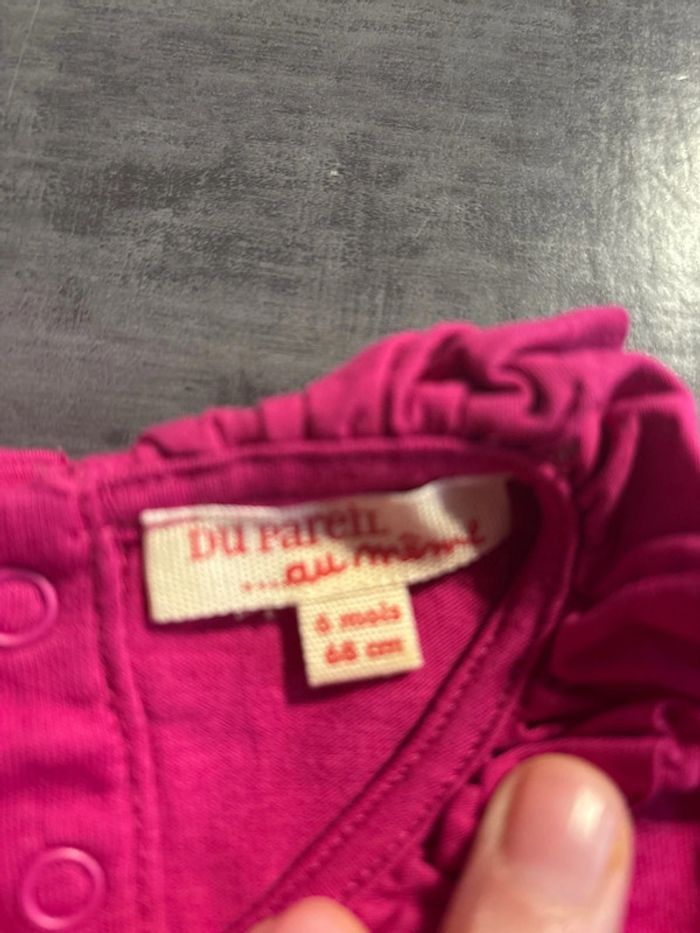 DU Pareil
...au même
6 mois
68 cm